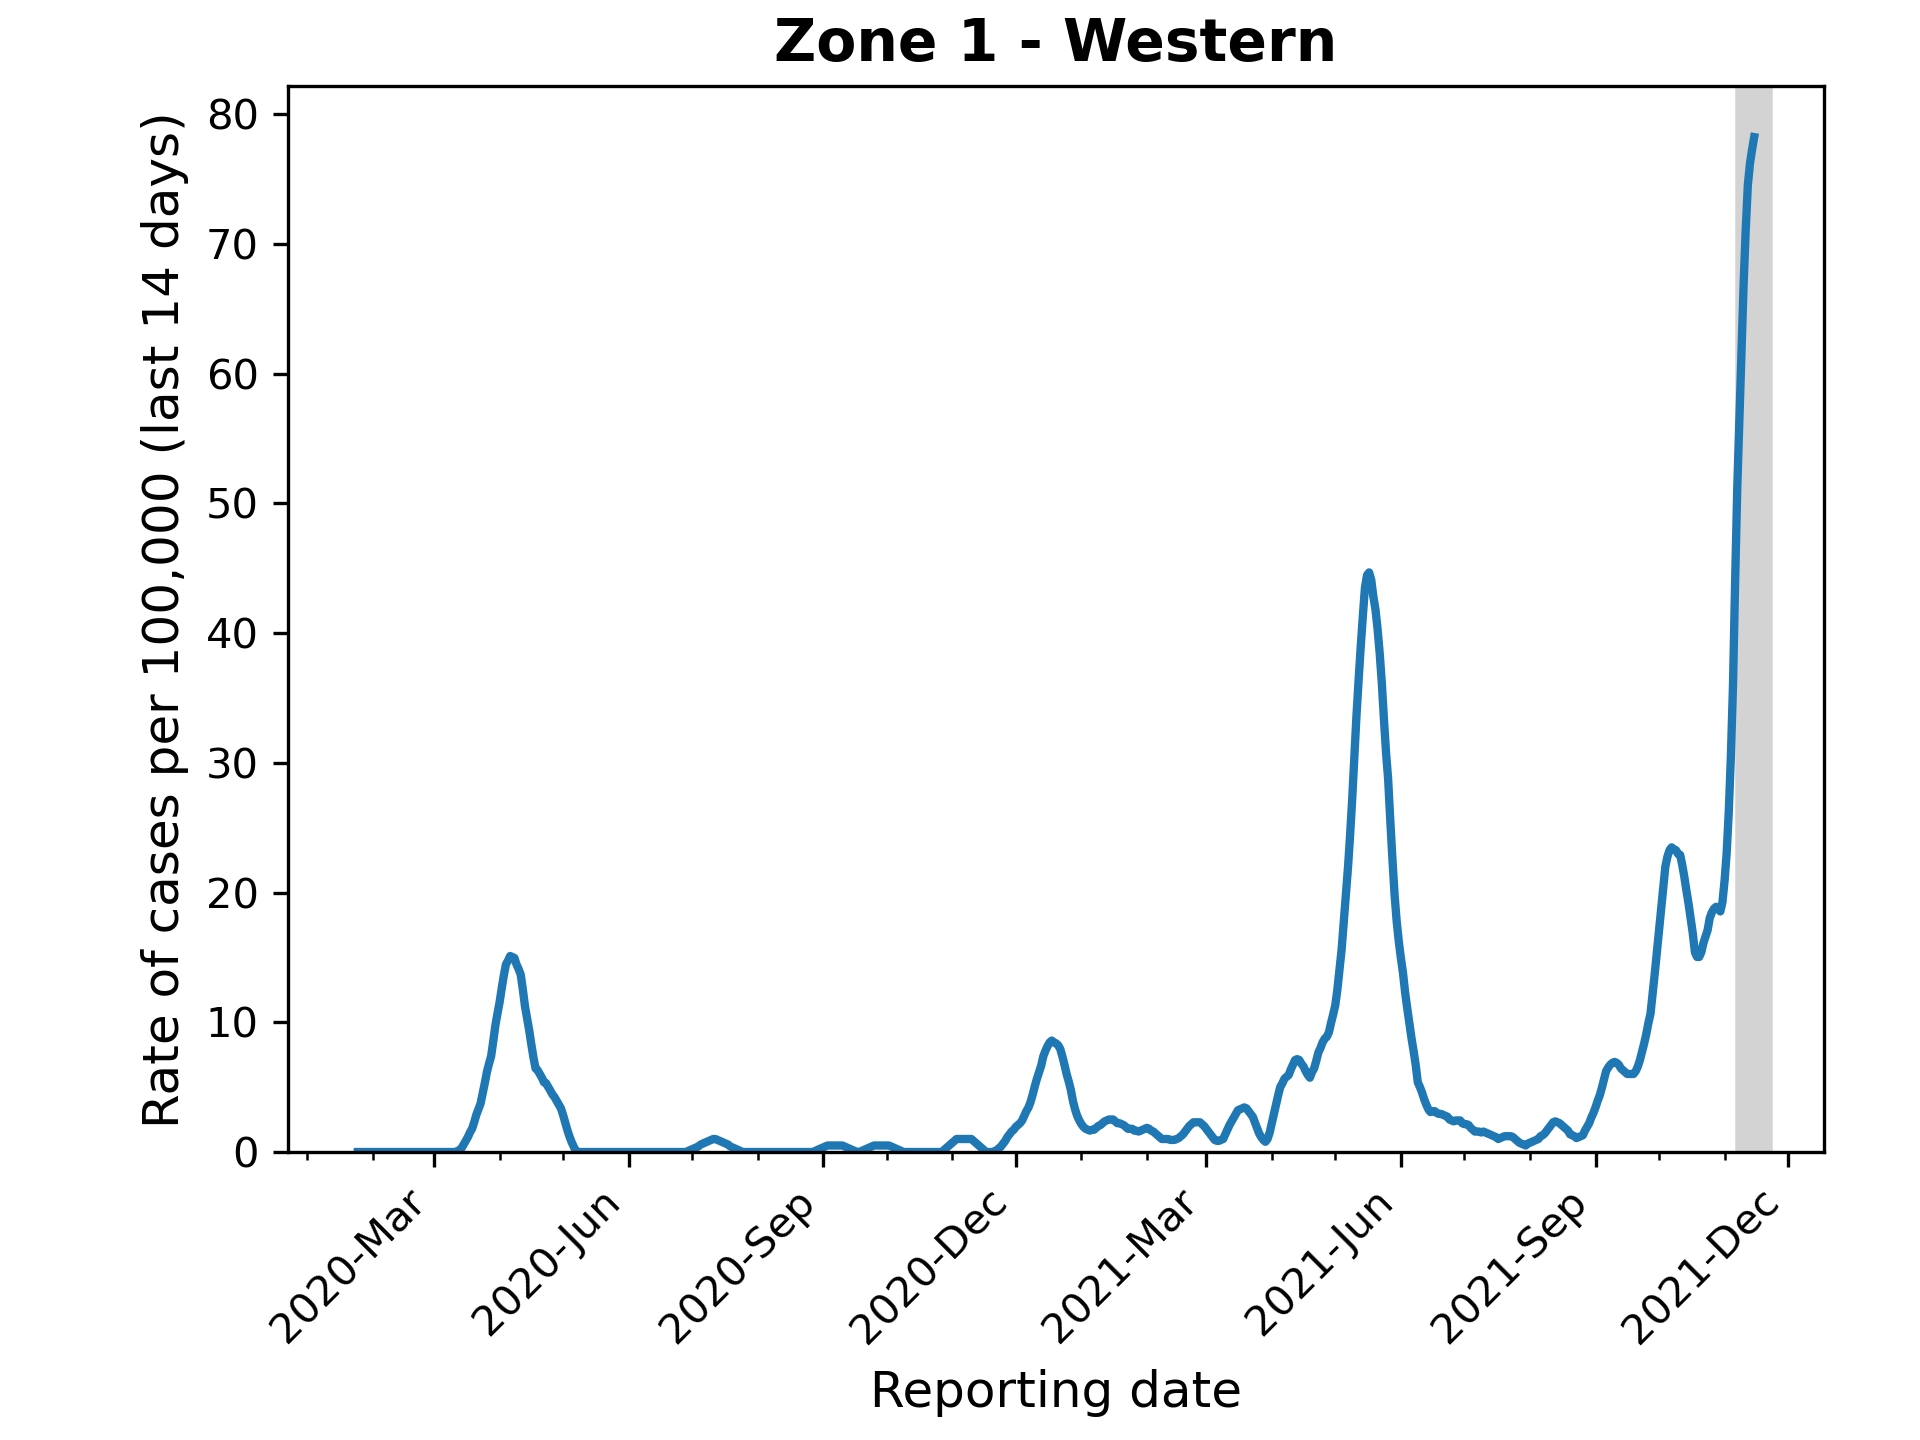 Zone 1 - Western
Rate of cases per 100,000 (last 14 days)
80
70
60
50
40
30
20
10
0
2020-Mar
2020-Jun
2020-Sep
2020-Dec
2021-Mar
2021-Jun
2021-Sep
2021-Dec
Reporting date